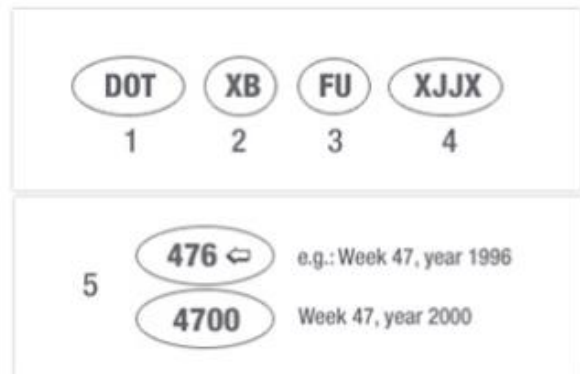 DOT XB FU XJJX
1 2 3 4
476 ⇦ e.g.: Week 47, year 1996
5
4700 Week 47, year 2000